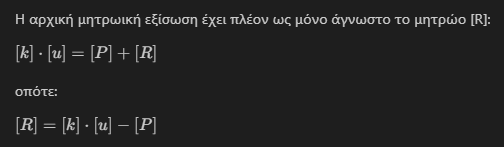 Η αρχική μητρωική εξίσωση έχει πλέον ως μόνο άγνωστο το μητρώο [R]:
[k] · [u] = [P] + [R]
οπότε:
[R] = [k] · [u] − [P]